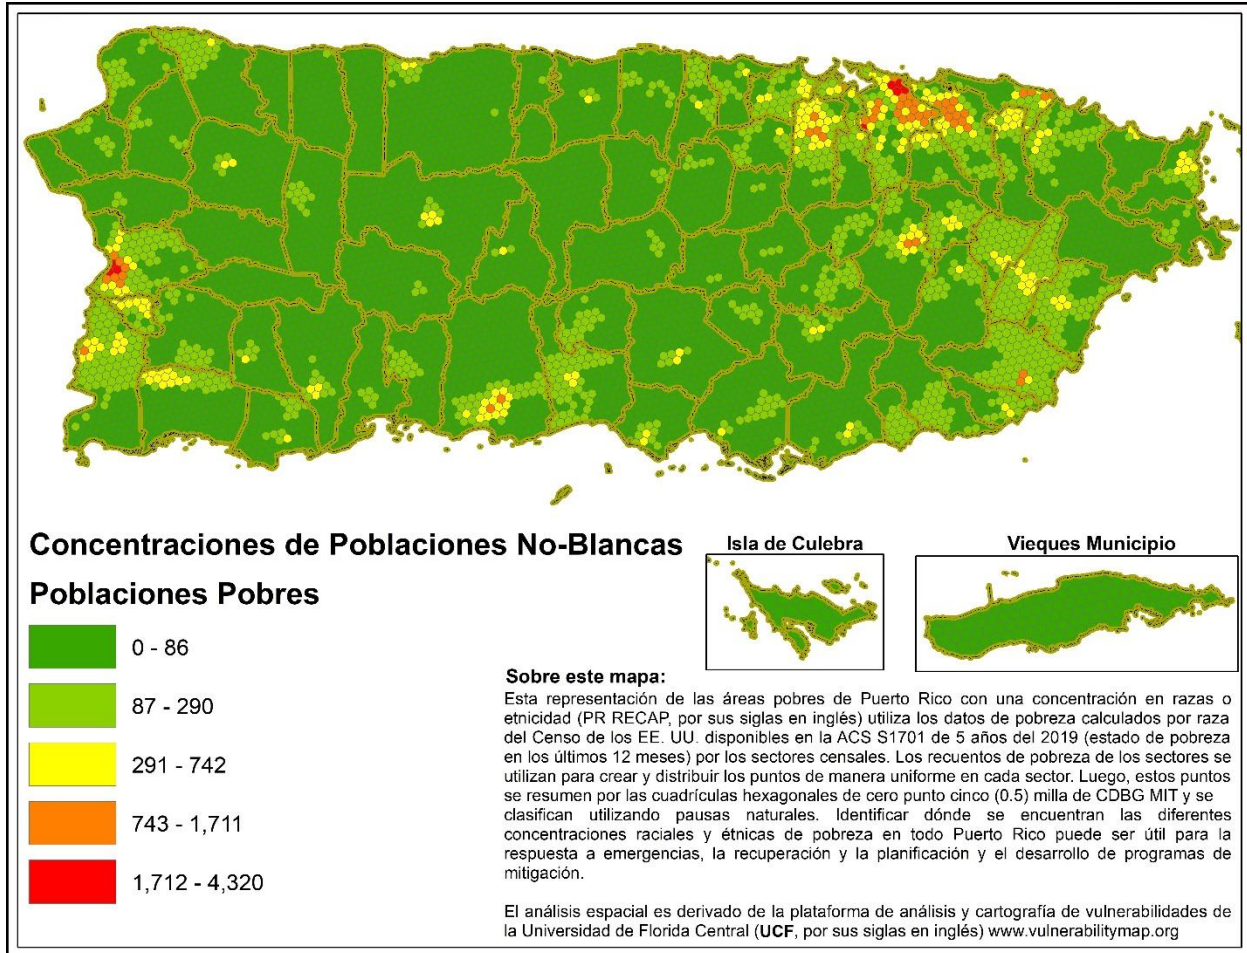 Concentraciones de Poblaciones No-Blancas
Poblaciones Pobres
0 - 86
87 - 290
291 - 742
743 - 1,711
1,712 - 4,320
Isla de Culebra
Vieques Municipio
Sobre este mapa:
Esta representación de las áreas pobres de Puerto Rico con una concentración en razas o
etnicidad (PR RECAP, por sus siglas en inglés) utiliza los datos de pobreza calculados por raza
del Censo de los EE. UU. disponibles en la ACS S1701 de 5 años del 2019 (estado de pobreza
en los últimos 12 meses) por los sectores censales. Los recuentos de pobreza de los sectores se
utilizan para crear y distribuir los puntos de manera uniforme en cada sector. Luego, estos puntos
se resumen por las cuadrículas hexagonales de cero punto cinco (0.5) milla de CDBG MIT y se
clasifican utilizando pausas naturales. Identificar dónde se encuentran las diferentes
concentraciones raciales y étnicas de pobreza en todo Puerto Rico puede ser útil para la
respuesta a emergencias, la recuperación y la planificación y el desarrollo de programas de
mitigación.
El análisis espacial es derivado de la plataforma de análisis y cartografía de vulnerabilidades de
la Universidad de Florida Central (UCF, por sus siglas en inglés) www.vulnerabilitymap.org